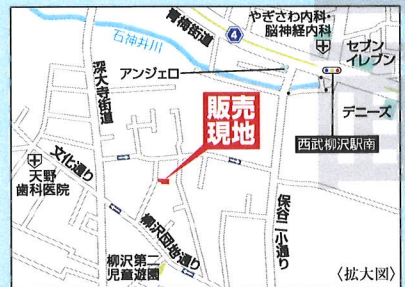 青梅街道
石神井川
4
やぎさわ内科・
脳神経内科
セブン
イレブン
アンジェロ
深大寺街道
デニーズ
販売
現地
西武柳沢駅南
文化通り
天野
歯科医院
柳沢団地通り
保谷二小通り
柳沢第二
児童遊園
〈拡大図〉